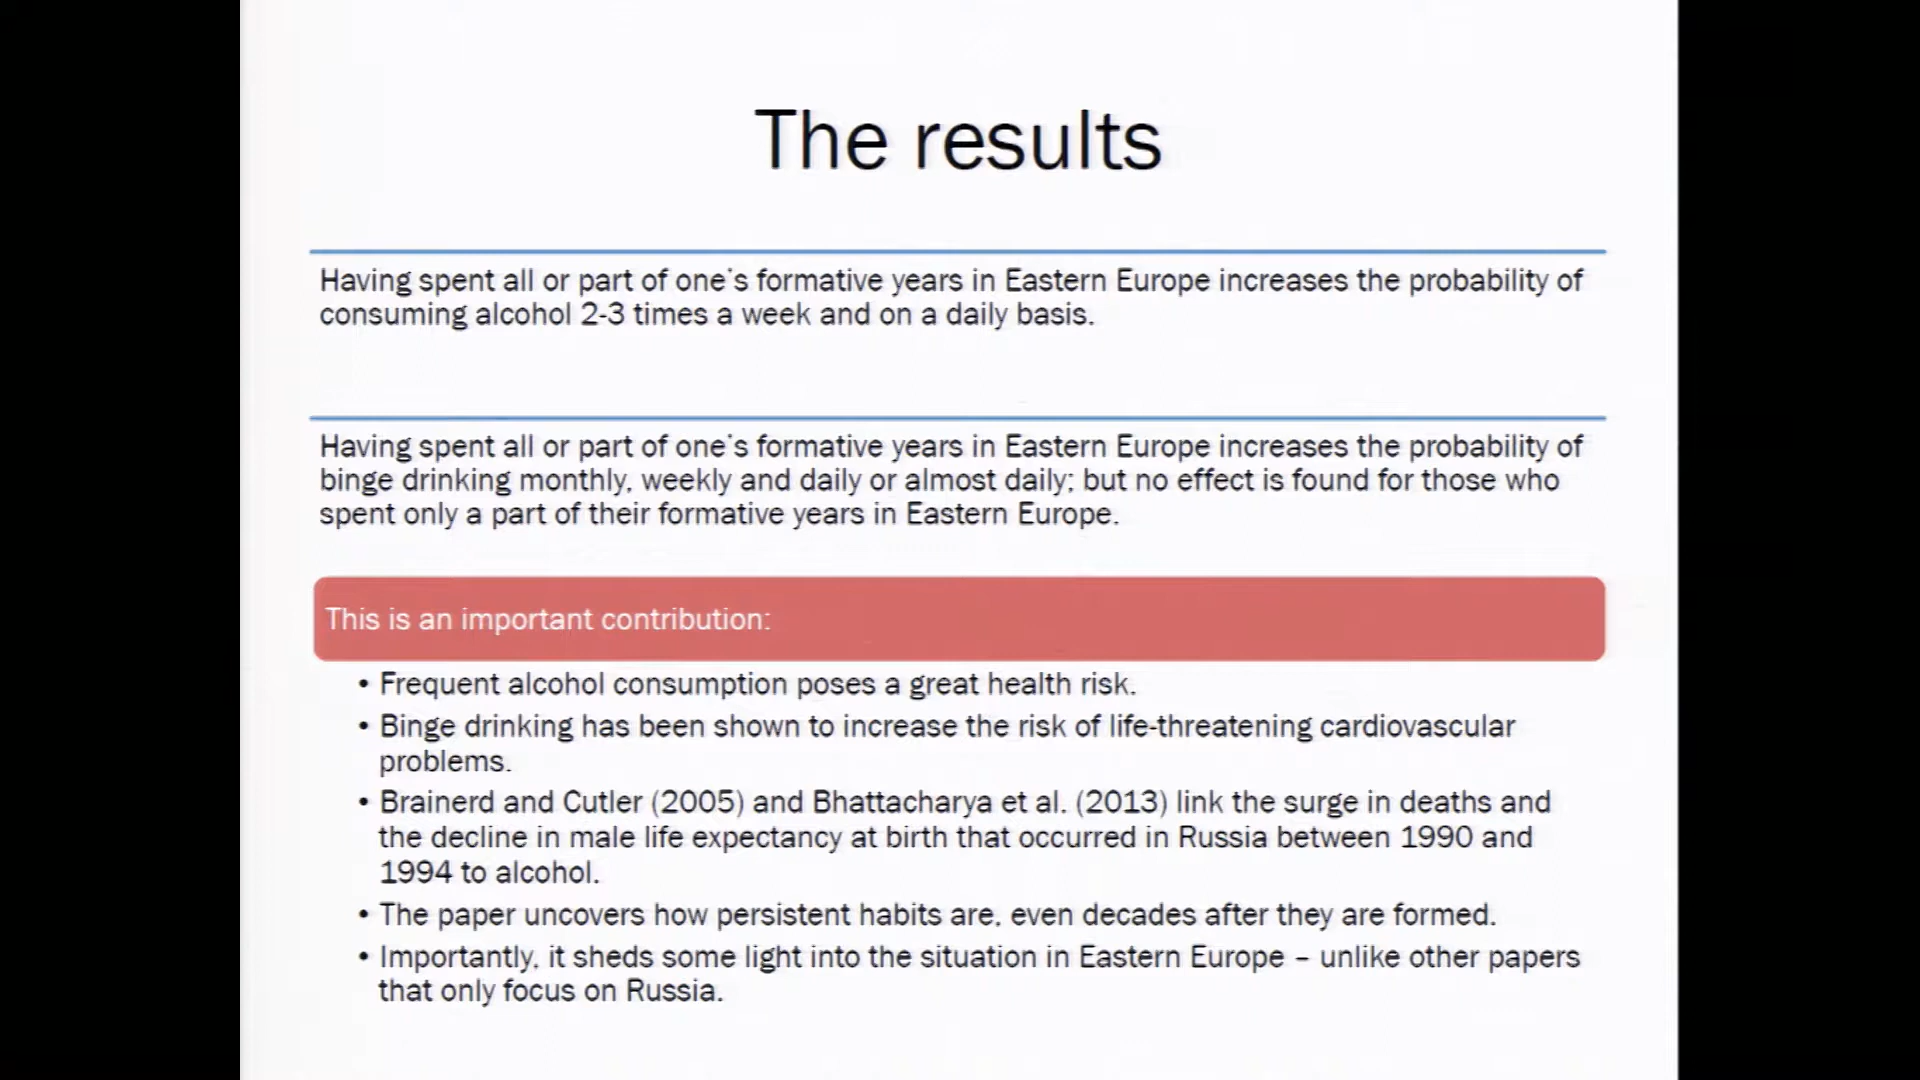 The results
Having spent all or part of one's formative years in Eastern Europe increases the probability of
consuming alcohol 2-3 times a week and on a daily basis.
Having spent all or part of one's formative years in Eastern Europe increases the probability of
binge drinking monthly, weekly and daily or almost daily; but no effect is found for those who
spent only a part of their formative years in Eastern Europe.
This is an important contribution:
• Frequent alcohol consumption poses a great health risk.
• Binge drinking has been shown to increase the risk of life-threatening cardiovascular
problems.
• Brainerd and Cutler (2005) and Bhattacharya et al. (2013) link the surge in deaths and
the decline in male life expectancy at birth that occurred in Russia between 1990 and
1994 to alcohol.
• The paper uncovers how persistent habits are, even decades after they are formed.
• Importantly, it sheds some light into the situation in Eastern Europe – unlike other papers
that only focus on Russia.